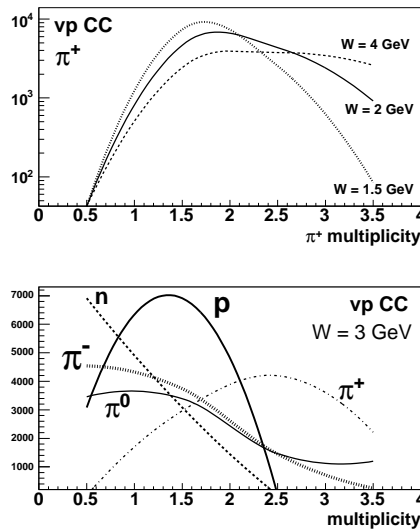 νp CC
π⁺
10⁴
10³
10²
W = 4 GeV
W = 2 GeV
W = 1.5 GeV
0 0.5 1 1.5 2 2.5 3 3.5 4
π⁺ multiplicity
7000
6000
5000
4000
3000
2000
1000
n
p
νp CC
W = 3 GeV
π⁻
π⁰
π⁺
0 0.5 1 1.5 2 2.5 3 3.5 4
multiplicity